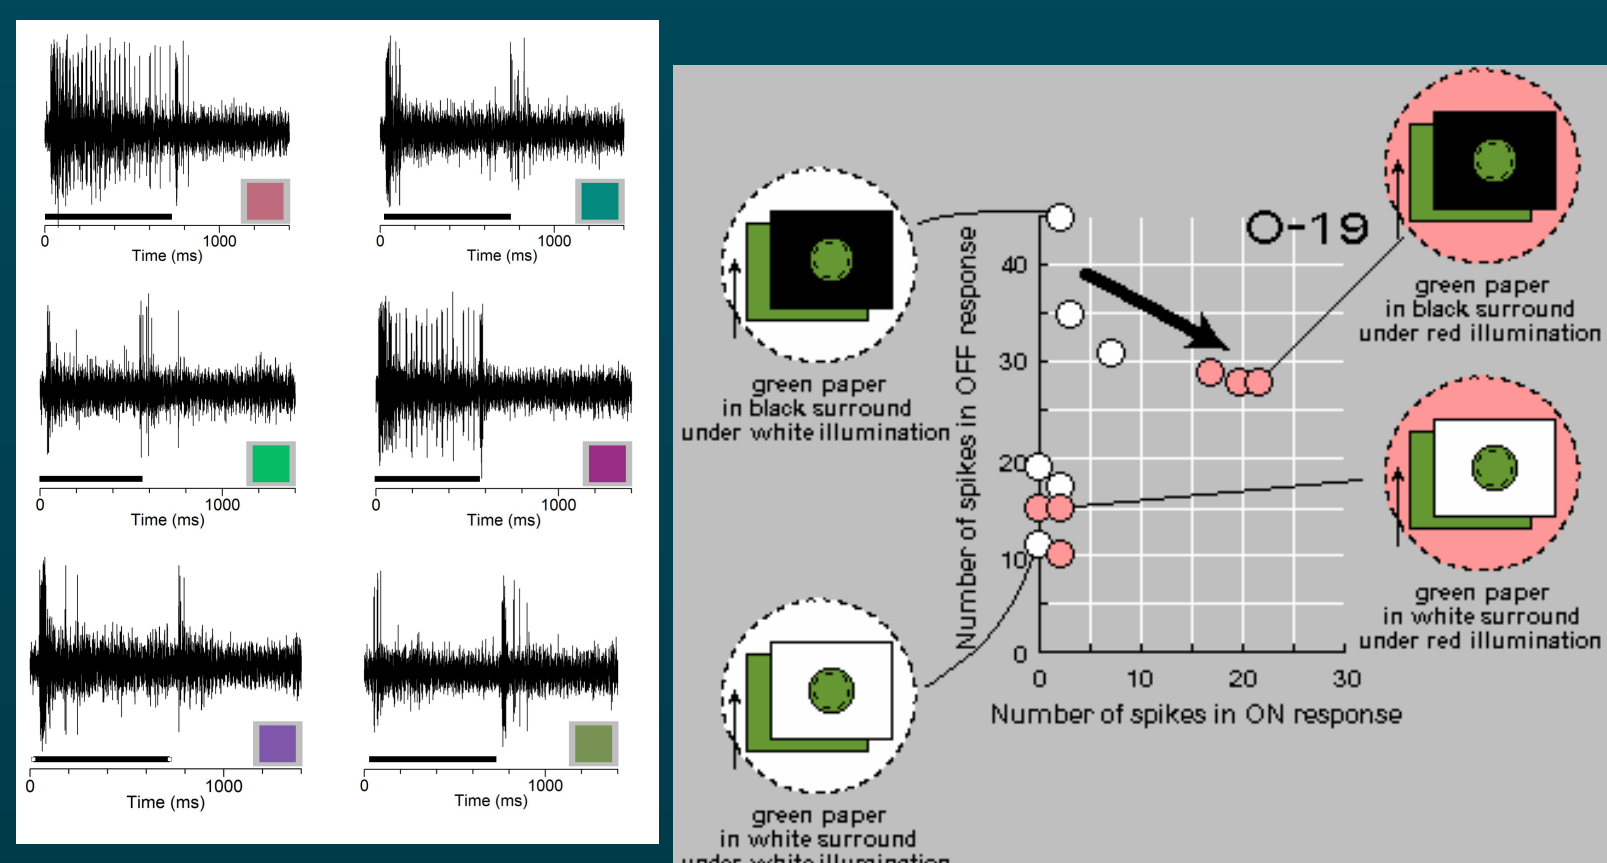 0
1000
Time (ms)
0
1000
Time (ms)
0
1000
Time (ms)
0
1000
Time (ms)
0
1000
Time (ms)
0
1000
Time (ms)
green paper
in black surround
under white illumination
green paper
in white surround
under white illumination
Number of spikes in OFF response
40
30
20
10
0
0
10
20
30
Number of spikes in ON response
O-19
green paper
in black surround
under red illumination
green paper
in white surround
under red illumination